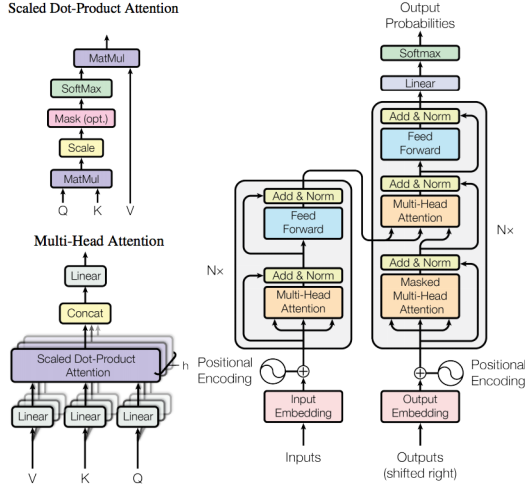 Scaled Dot-Product Attention
MatMul
SoftMax
Mask (opt.)
Scale
MatMul
Q K V
Multi-Head Attention
Linear
Concat
Scaled Dot-Product
Attention
h
Linear Linear Linear
V K Q
Output
Probabilities
Softmax
Linear
Add & Norm
Feed
Forward
Add & Norm
Multi-Head
Attention
Nx
Add & Norm
Masked
Multi-Head
Attention
Positional
Encoding
Output
Embedding
Outputs
(shifted right)
Add & Norm
Feed
Forward
Nx
Add & Norm
Multi-Head
Attention
Positional
Encoding
Input
Embedding
Inputs